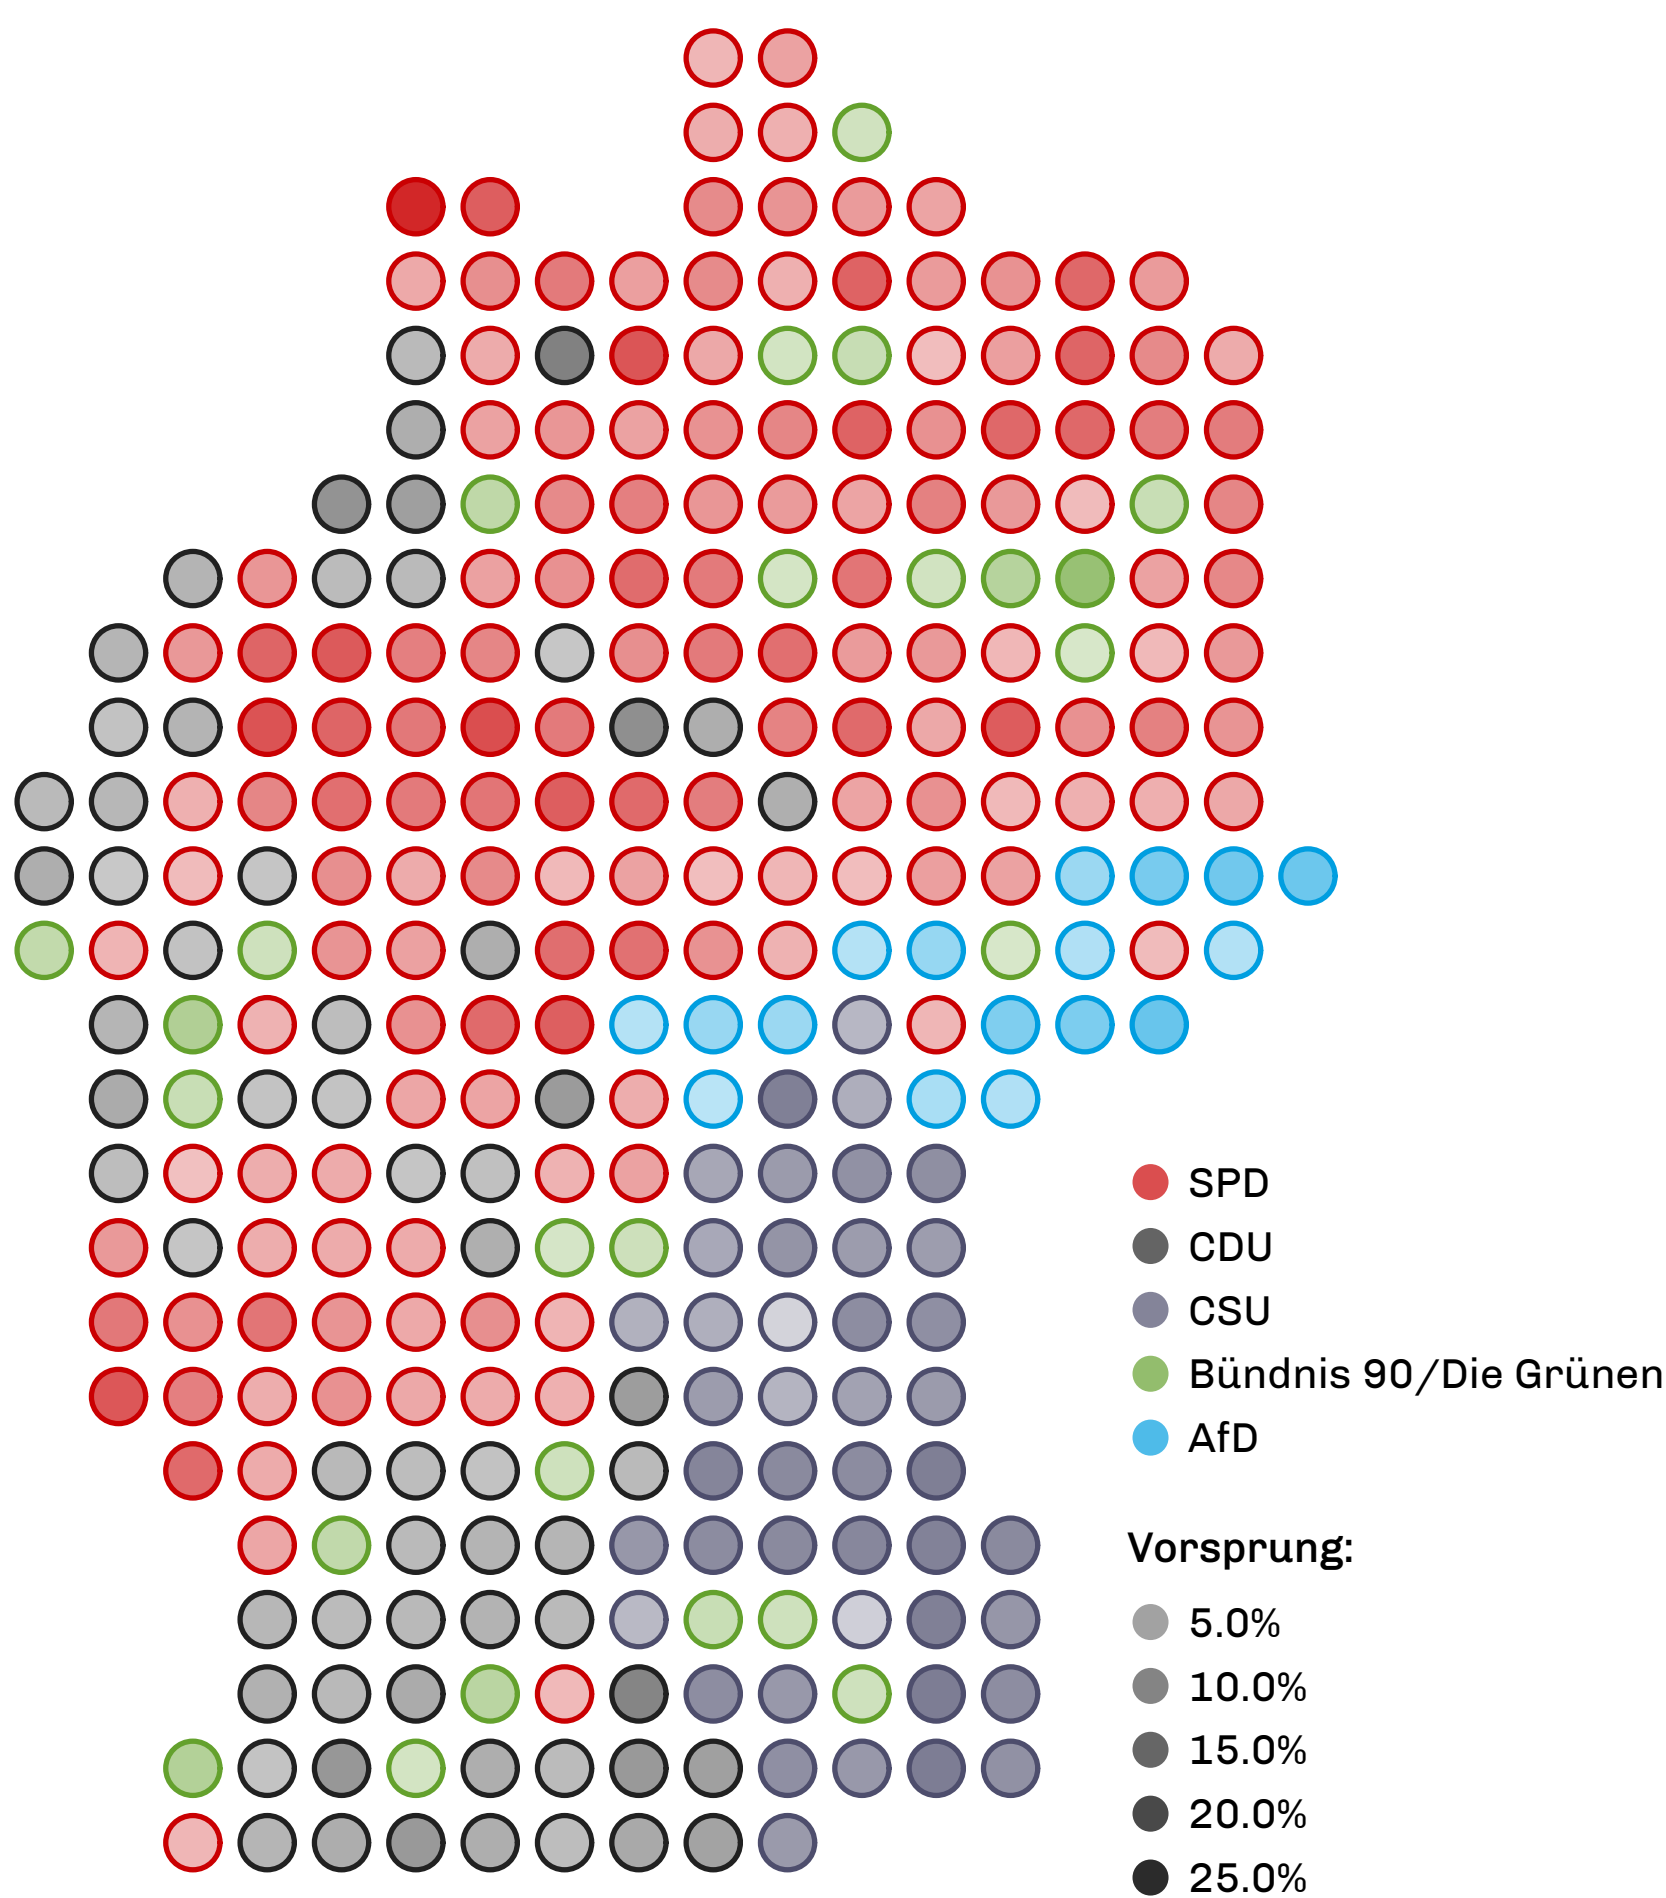 SPD
CDU
CSU
Bündnis 90/Die Grünen
AfD
Vorsprung:
5.0%
10.0%
15.0%
20.0%
25.0%